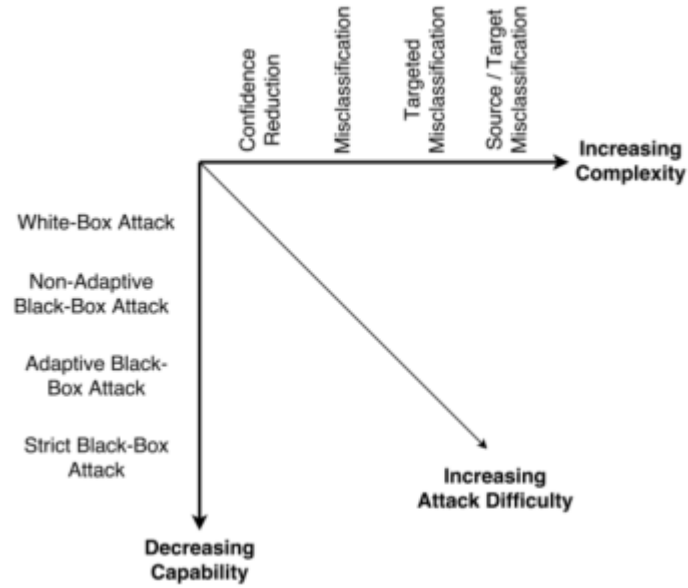 Confidence
Reduction
Misclassification
Targeted
Misclassification
Source / Target
Misclassification
Increasing
Complexity
White-Box Attack
Non-Adaptive
Black-Box Attack
Adaptive Black-
Box Attack
Strict Black-Box
Attack
Increasing
Attack Difficulty
Decreasing
Capability